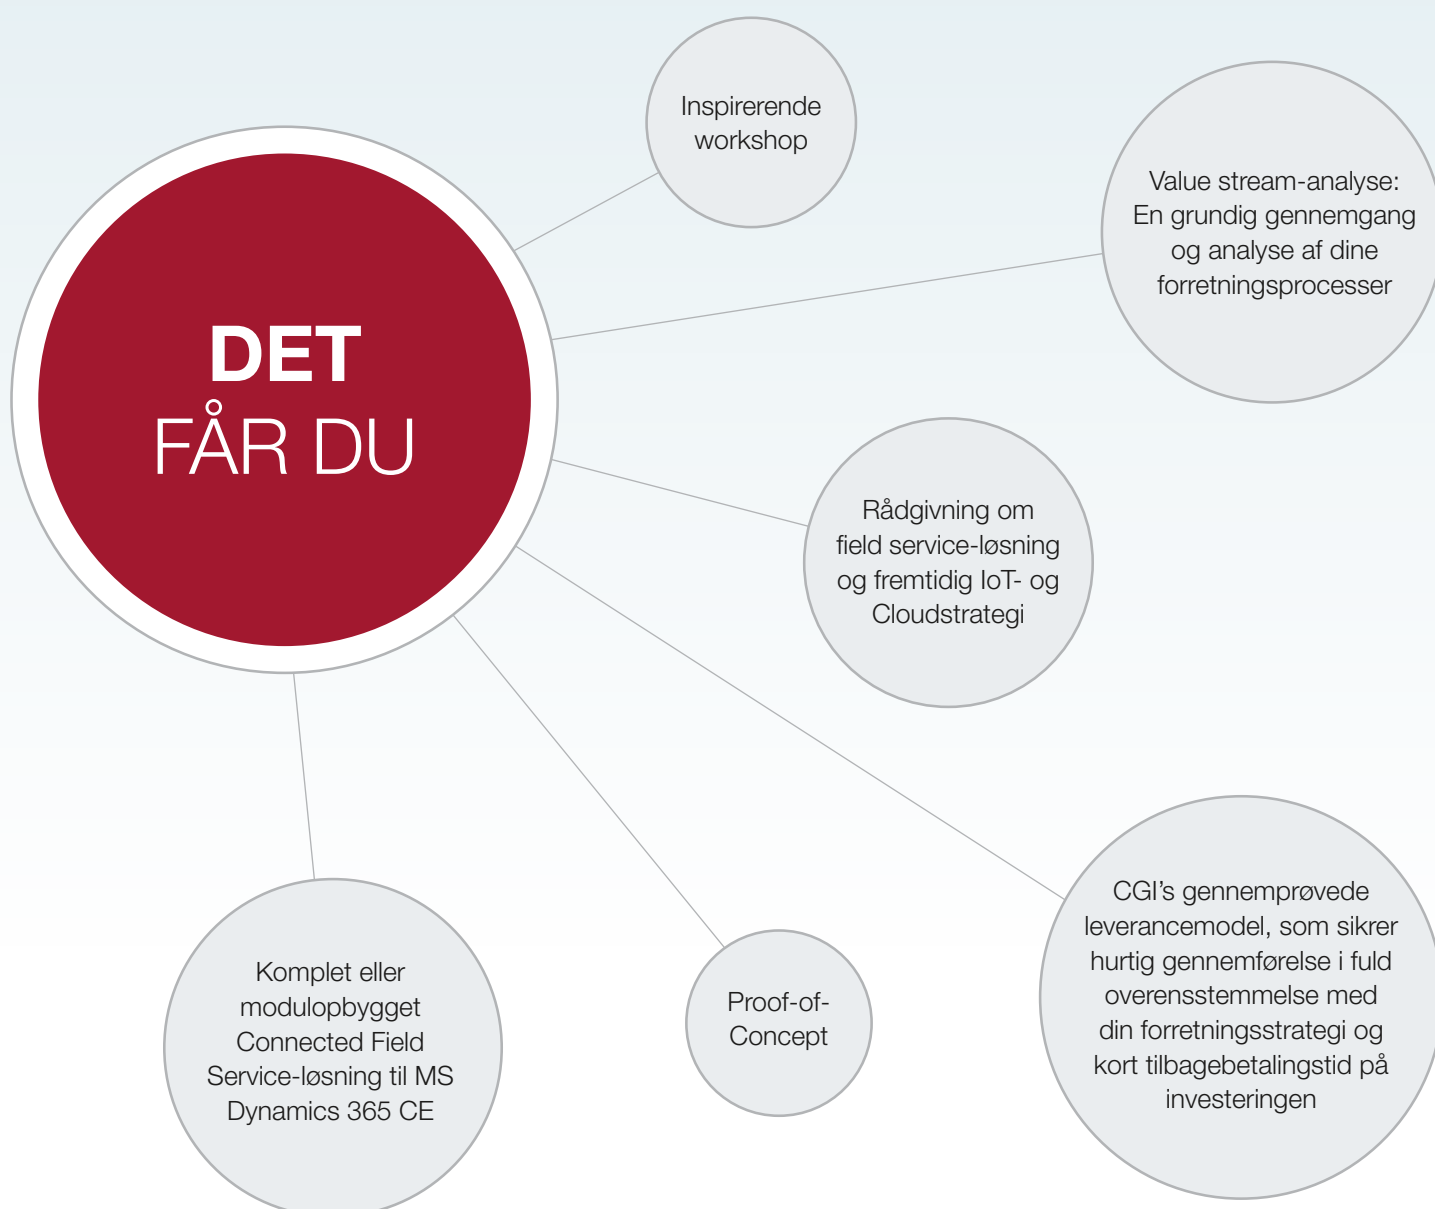 DET
FÅR DU
Inspirerende
workshop
Value stream-analyse:
En grundig gennemgang
og analyse af dine
forretningsprocesser
Rådgivning om
field service-løsning
og fremtidig IoT- og
Cloudstrategi
CGI’s gennemprøvede
leverancemodel, som sikrer
hurtig gennemførelse i fuld
overensstemmelse med
din forretningsstrategi og
kort tilbagebetalingstid på
investeringen
Proof-of-
Concept
Komplet eller
modulopbygget
Connected Field
Service-løsning til MS
Dynamics 365 CE